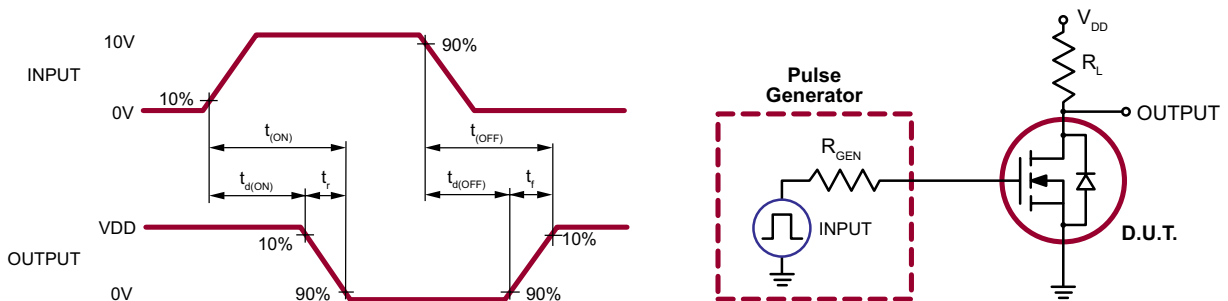 10V
90%
INPUT
10%
0V
t(ON)
t(OFF)
td(ON)
tr
td(OFF)
tf
VDD
10%
10%
OUTPUT
0V
90%
90%
VDD
RL
Pulse
Generator
OUTPUT
RGEN
INPUT
D.U.T.